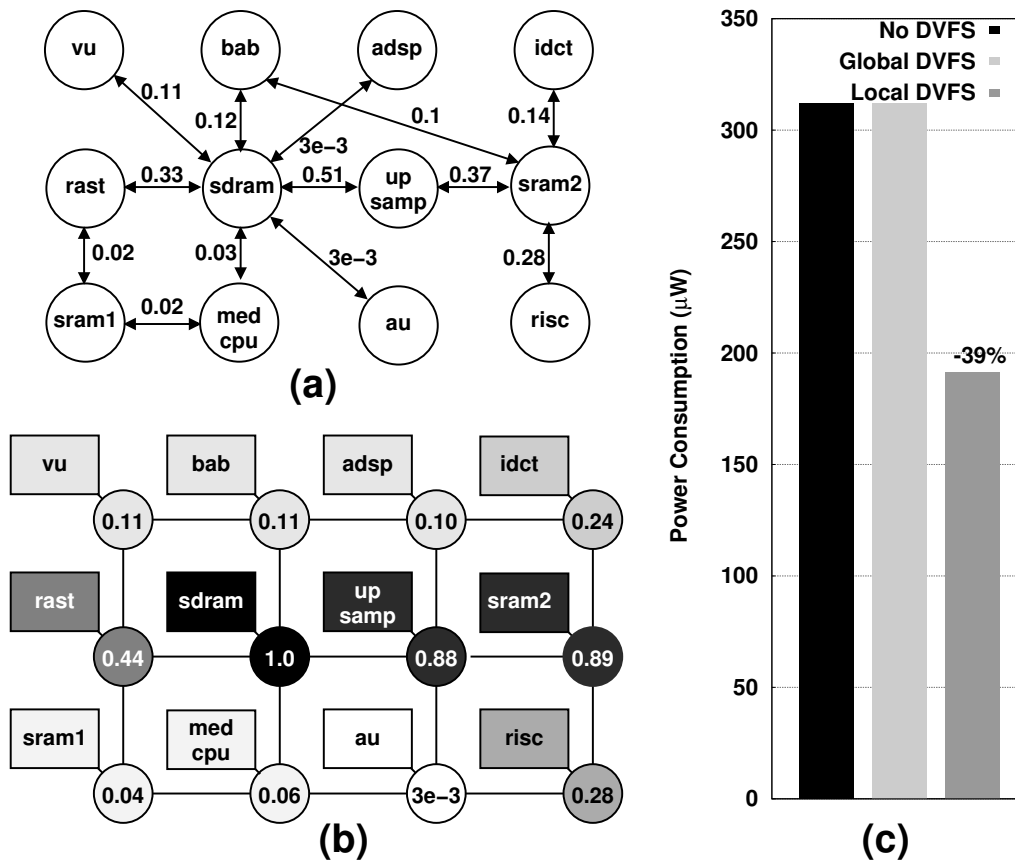 vu
bab
adsp
idct
0.11
0.12
0.1
0.14
3e−3
rast
0.33
sdram
0.51
up
samp
0.37
sram2
0.02
0.03
3e−3
0.28
sram1
0.02
med
cpu
au
risc
(a)
vu
bab
adsp
idct
0.11
0.11
0.10
0.24
rast
sdram
up
samp
sram2
0.44
1.0
0.88
0.89
sram1
med
cpu
au
risc
0.04
0.06
3e−3
0.28
(b)
No DVFS
Global DVFS
Local DVFS
350
300
250
200
150
100
50
0
Power Consumption (μW)
-39%
(c)